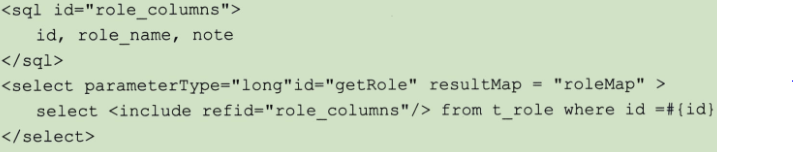 <sql id="role_columns">
id, role_name, note
</sql>
<select parameterType="long"id="getRole" resultMap = "roleMap" >
select <include refid="role_columns"/> from t_role where id =#{id}
</select>